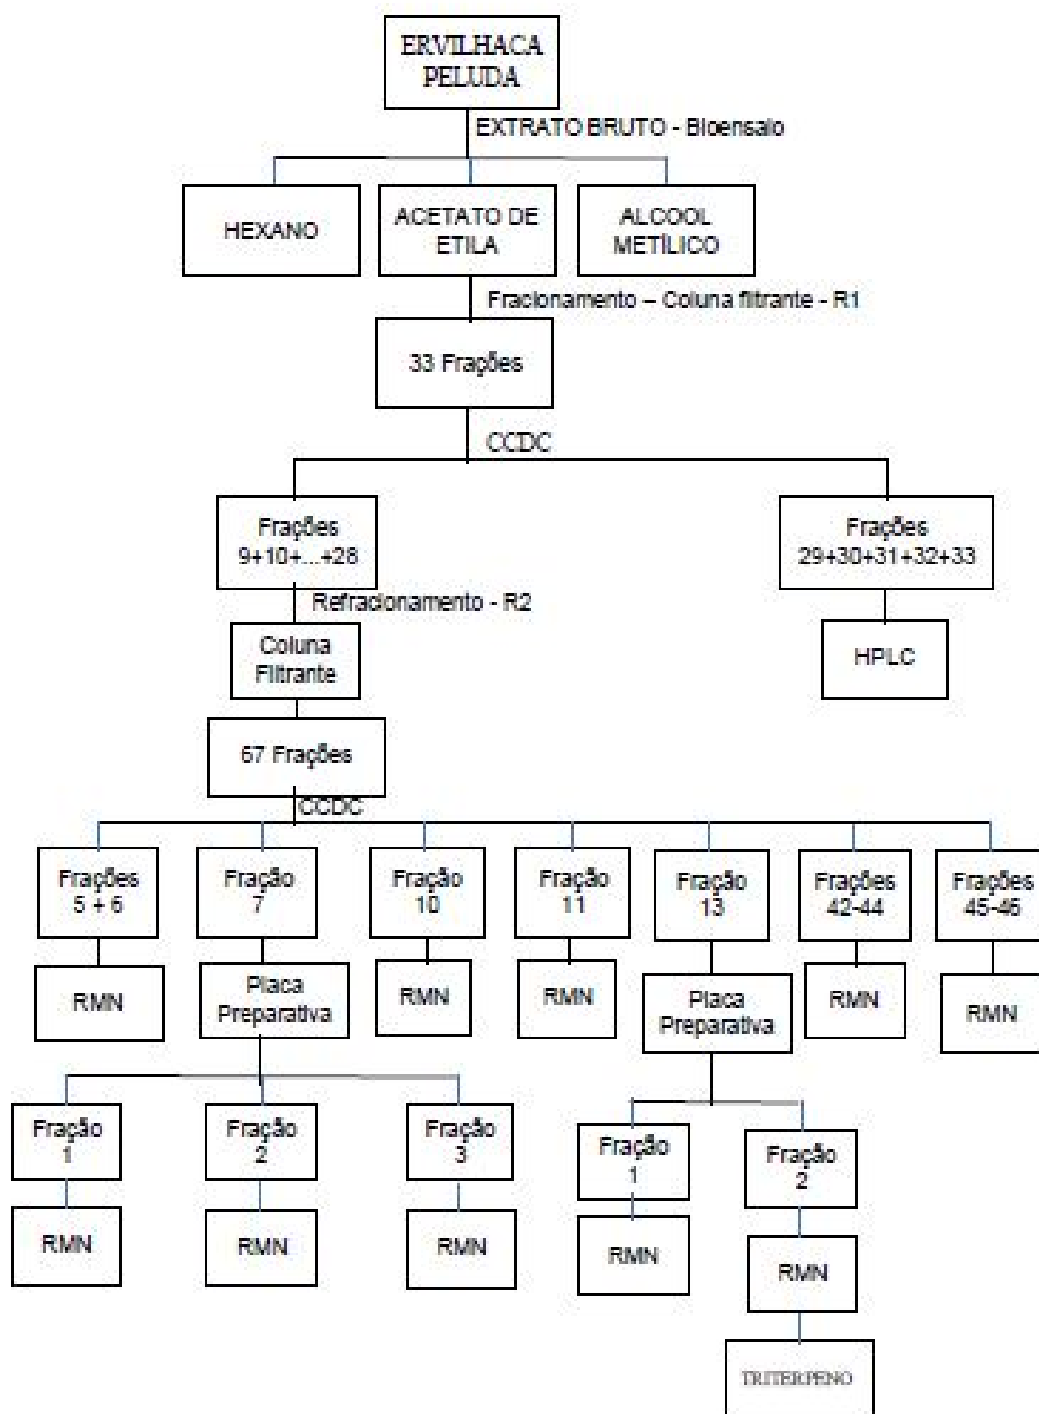 ERVILHACA
PELUDA
EXTRATO BRUTO - Bioensaio
HEXANO
ACETATO DE
ETILA
ALCOOL
METÍLICO
Fracionamento – Coluna filtrante - R1
33 Frações
CCDC
Frações
9+10+...+28
Frações
29+30+31+32+33
Refracionamento - R2
Coluna
Filtrante
HPLC
67 Frações
CCDC
Frações
5 + 6
Fração
7
Fração
10
Fração
11
Fração
13
Frações
42-44
Frações
45-46
RMN
Placa
Preparativa
RMN
RMN
Placa
Preparativa
RMN
RMN
Fração
1
Fração
2
Fração
3
Fração
1
Fração
2
RMN
RMN
RMN
RMN
RMN
TRITERPENO